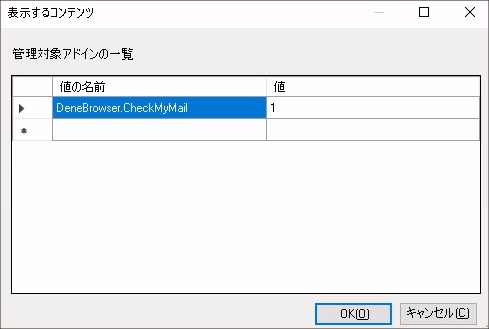 表示するコンテンツ
管理対象アドインの一覧
値の名前 値
DeneBrowser.CheckMyMail 1
OK(O) キャンセル(C)